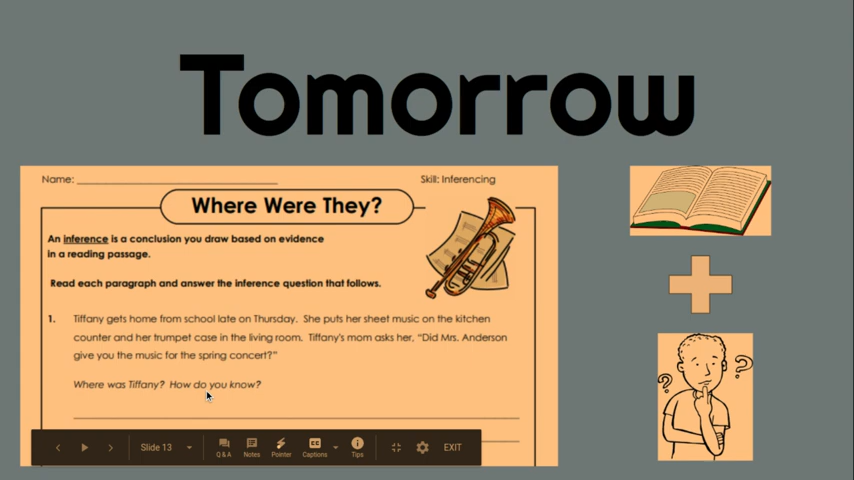 Tomorrow
Name: ____________________ Skill: Inferencing
Where Were They?
An inference is a conclusion you draw based on evidence
in a reading passage.
Read each paragraph and answer the inference question that follows.
1. Tiffany gets home from school late on Thursday. She puts her sheet music on the kitchen
counter and her trumpet case in the living room. Tiffany's mom asks her, "Did Mrs. Anderson
give you the music for the spring concert?"
Where was Tiffany? How do you know?
Slide 13
Q & A Notes Pointer Captions Tips EXIT
? ?